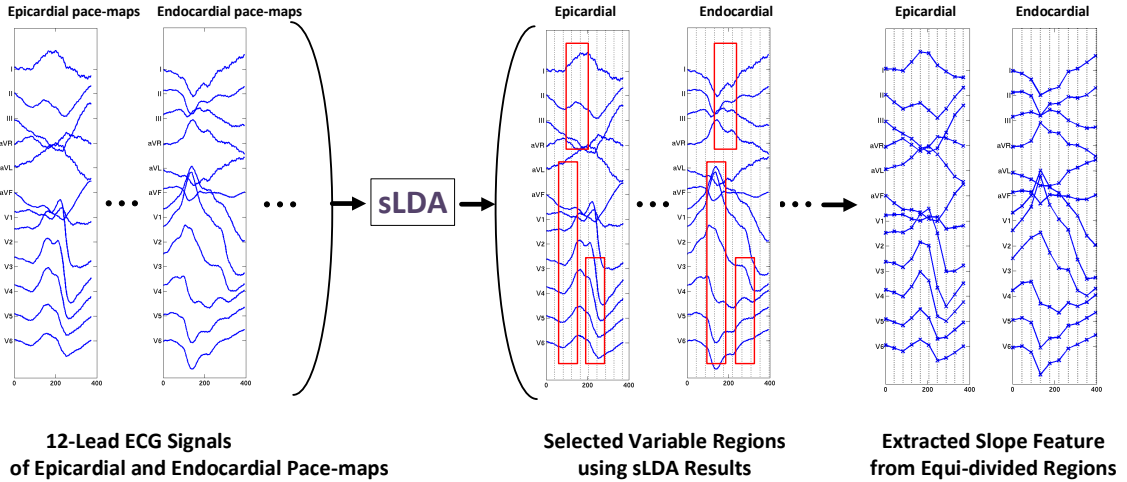 Epicardial pace-maps Endocardial pace-maps
Epicardial Endocardial
Epicardial Endocardial
I
II
III
aVR
aVL
aVF
V1
V2
V3
V4
V5
V6
0 200 400
I
II
III
aVR
aVL
aVF
V1
V2
V3
V4
V5
V6
0 200 400
sLDA
I
II
III
aVR
aVL
aVF
V1
V2
V3
V4
V5
V6
0 200 400
I
II
III
aVR
aVL
aVF
V1
V2
V3
V4
V5
V6
0 200 400
I
II
III
aVR
aVL
aVF
V1
V2
V3
V4
V5
V6
0 200 400
I
II
III
aVR
aVL
aVF
V1
V2
V3
V4
V5
V6
0 200 400
12-Lead ECG Signals
of Epicardial and Endocardial Pace-maps
Selected Variable Regions
using sLDA Results
Extracted Slope Feature
from Equi-divided Regions